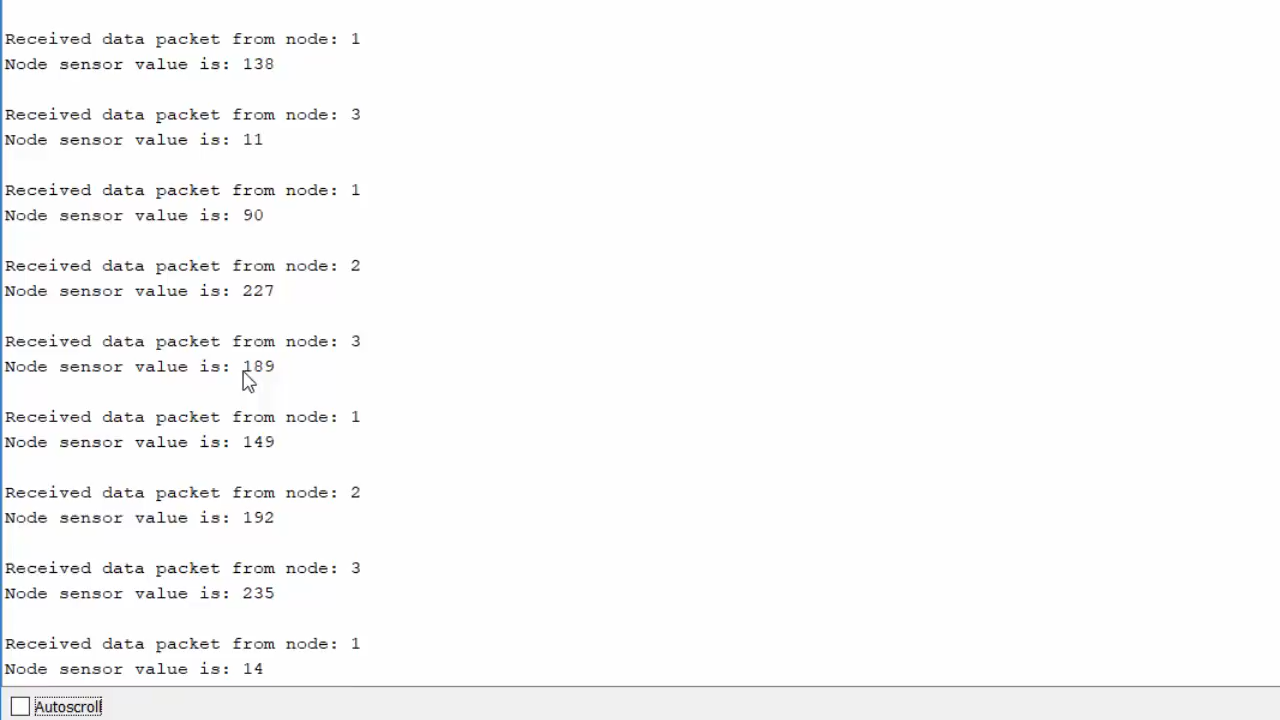 Received data packet from node: 1
Node sensor value is: 138
Received data packet from node: 3
Node sensor value is: 11
Received data packet from node: 1
Node sensor value is: 90
Received data packet from node: 2
Node sensor value is: 227
Received data packet from node: 3
Node sensor value is: 189
Received data packet from node: 1
Node sensor value is: 149
Received data packet from node: 2
Node sensor value is: 192
Received data packet from node: 3
Node sensor value is: 235
Received data packet from node: 1
Node sensor value is: 14
Autoscroll